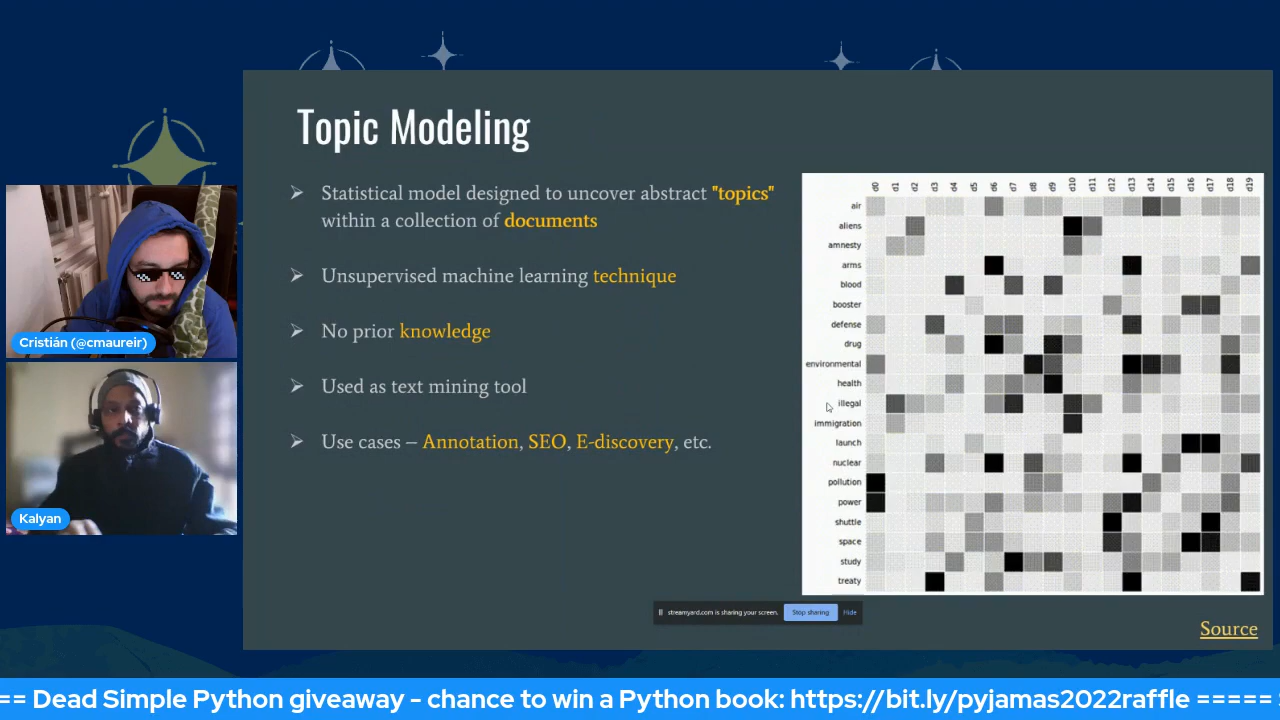 Topic Modeling
➢ Statistical model designed to uncover abstract "topics"
within a collection of documents
➢ Unsupervised machine learning technique
➢ No prior knowledge
➢ Used as text mining tool
➢ Use cases – Annotation, SEO, E-discovery, etc.
d0 d1 d2 d3 d4 d5 d6 d7 d8 d9 d10 d11 d12 d13 d14 d15 d16 d17 d18 d19
air
aliens
amnesty
arms
blood
booster
defense
drug
environmental
health
illegal
immigration
launch
nuclear
pollution
power
shuttle
space
study
treaty
Cristián (@cmaureir)
Kalyan
streamyard.com is sharing your screen. Stop sharing Hide
Source
== Dead Simple Python giveaway - chance to win a Python book: https://bit.ly/pyjamas2022raffle =====